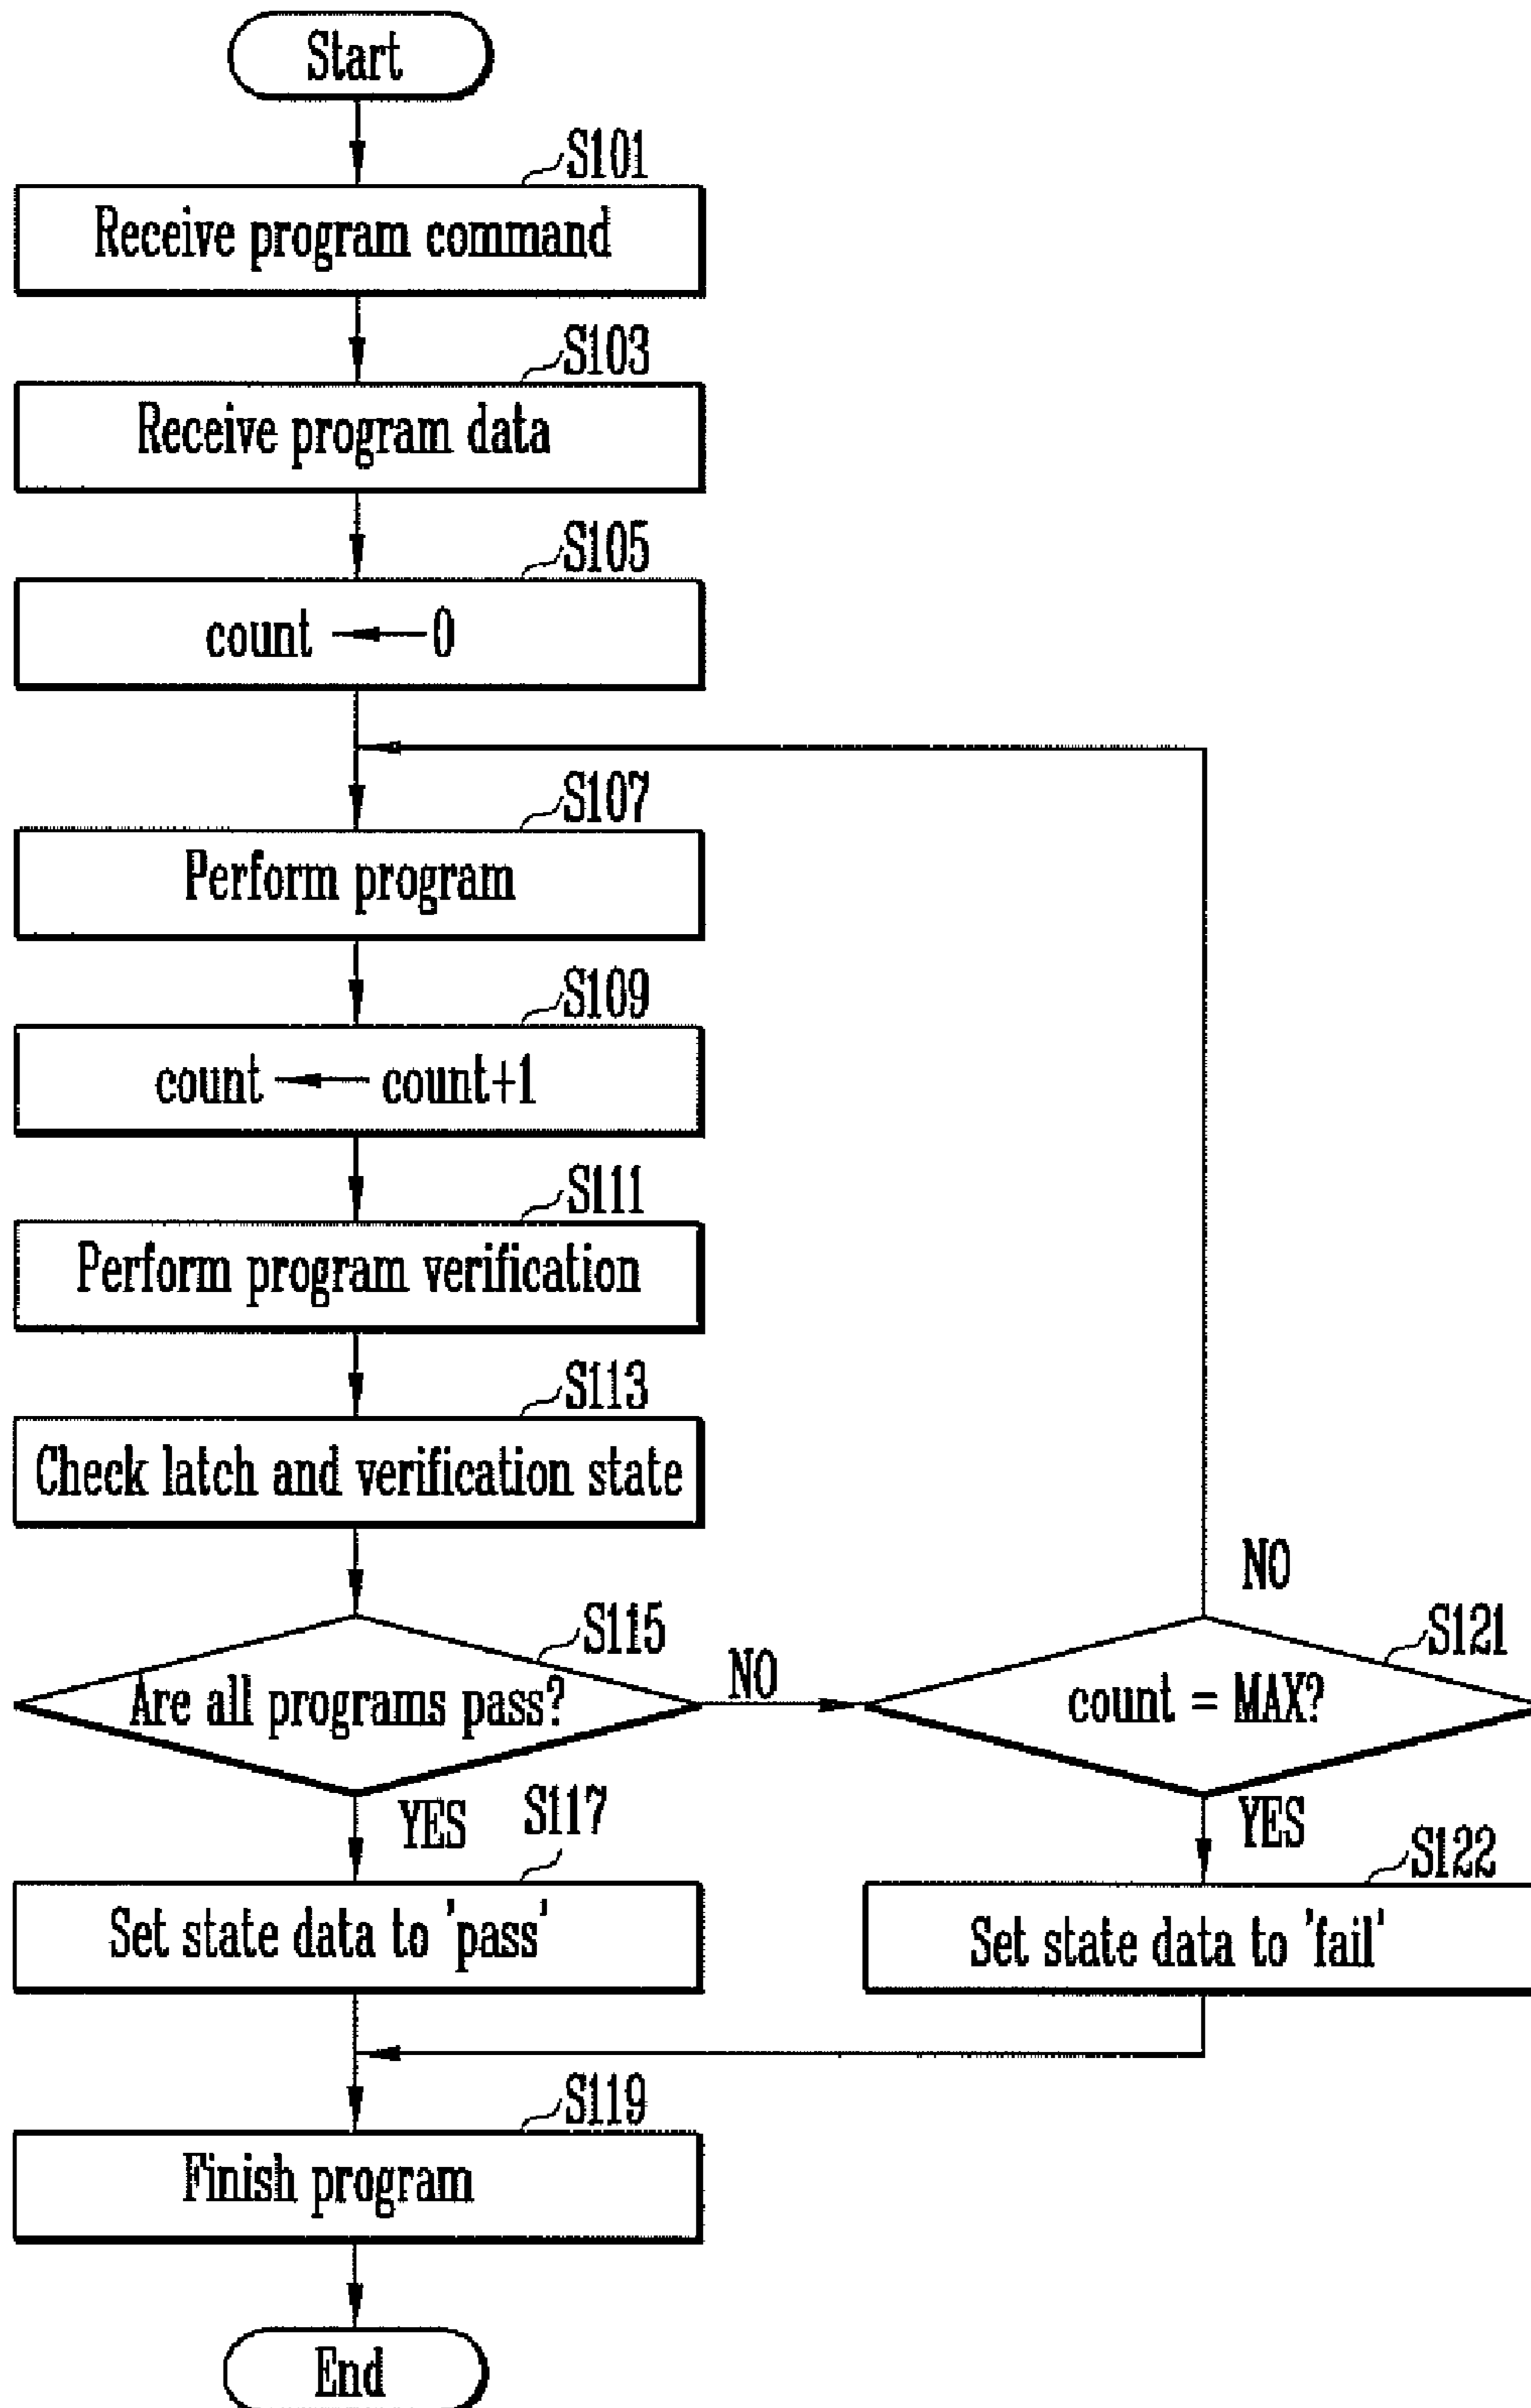 Start
S101
Receive program command
S103
Receive program data
S105
count ← 0
S107
Perform program
S109
count ← count+1
S111
Perform program verification
S113
Check latch and verification state
NO
S115
S121
Are all programs pass?
NO
count = MAX?
YES
S117
YES
S122
Set state data to 'pass'
Set state data to 'fail'
S119
Finish program
End